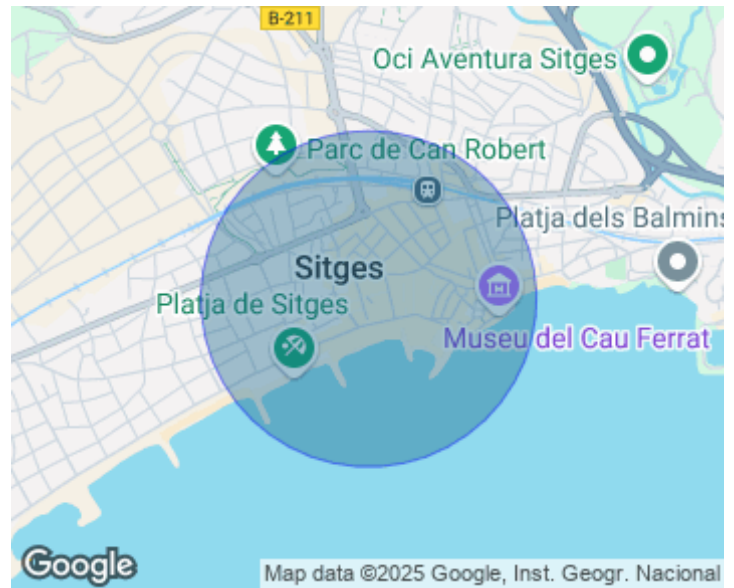 B-211
Oci Aventura Sitges
Parc de Can Robert
Platja dels Balmins
Sitges
Platja de Sitges
Museu del Cau Ferrat
Google
Map data ©2025 Google, Inst. Geogr. Nacional